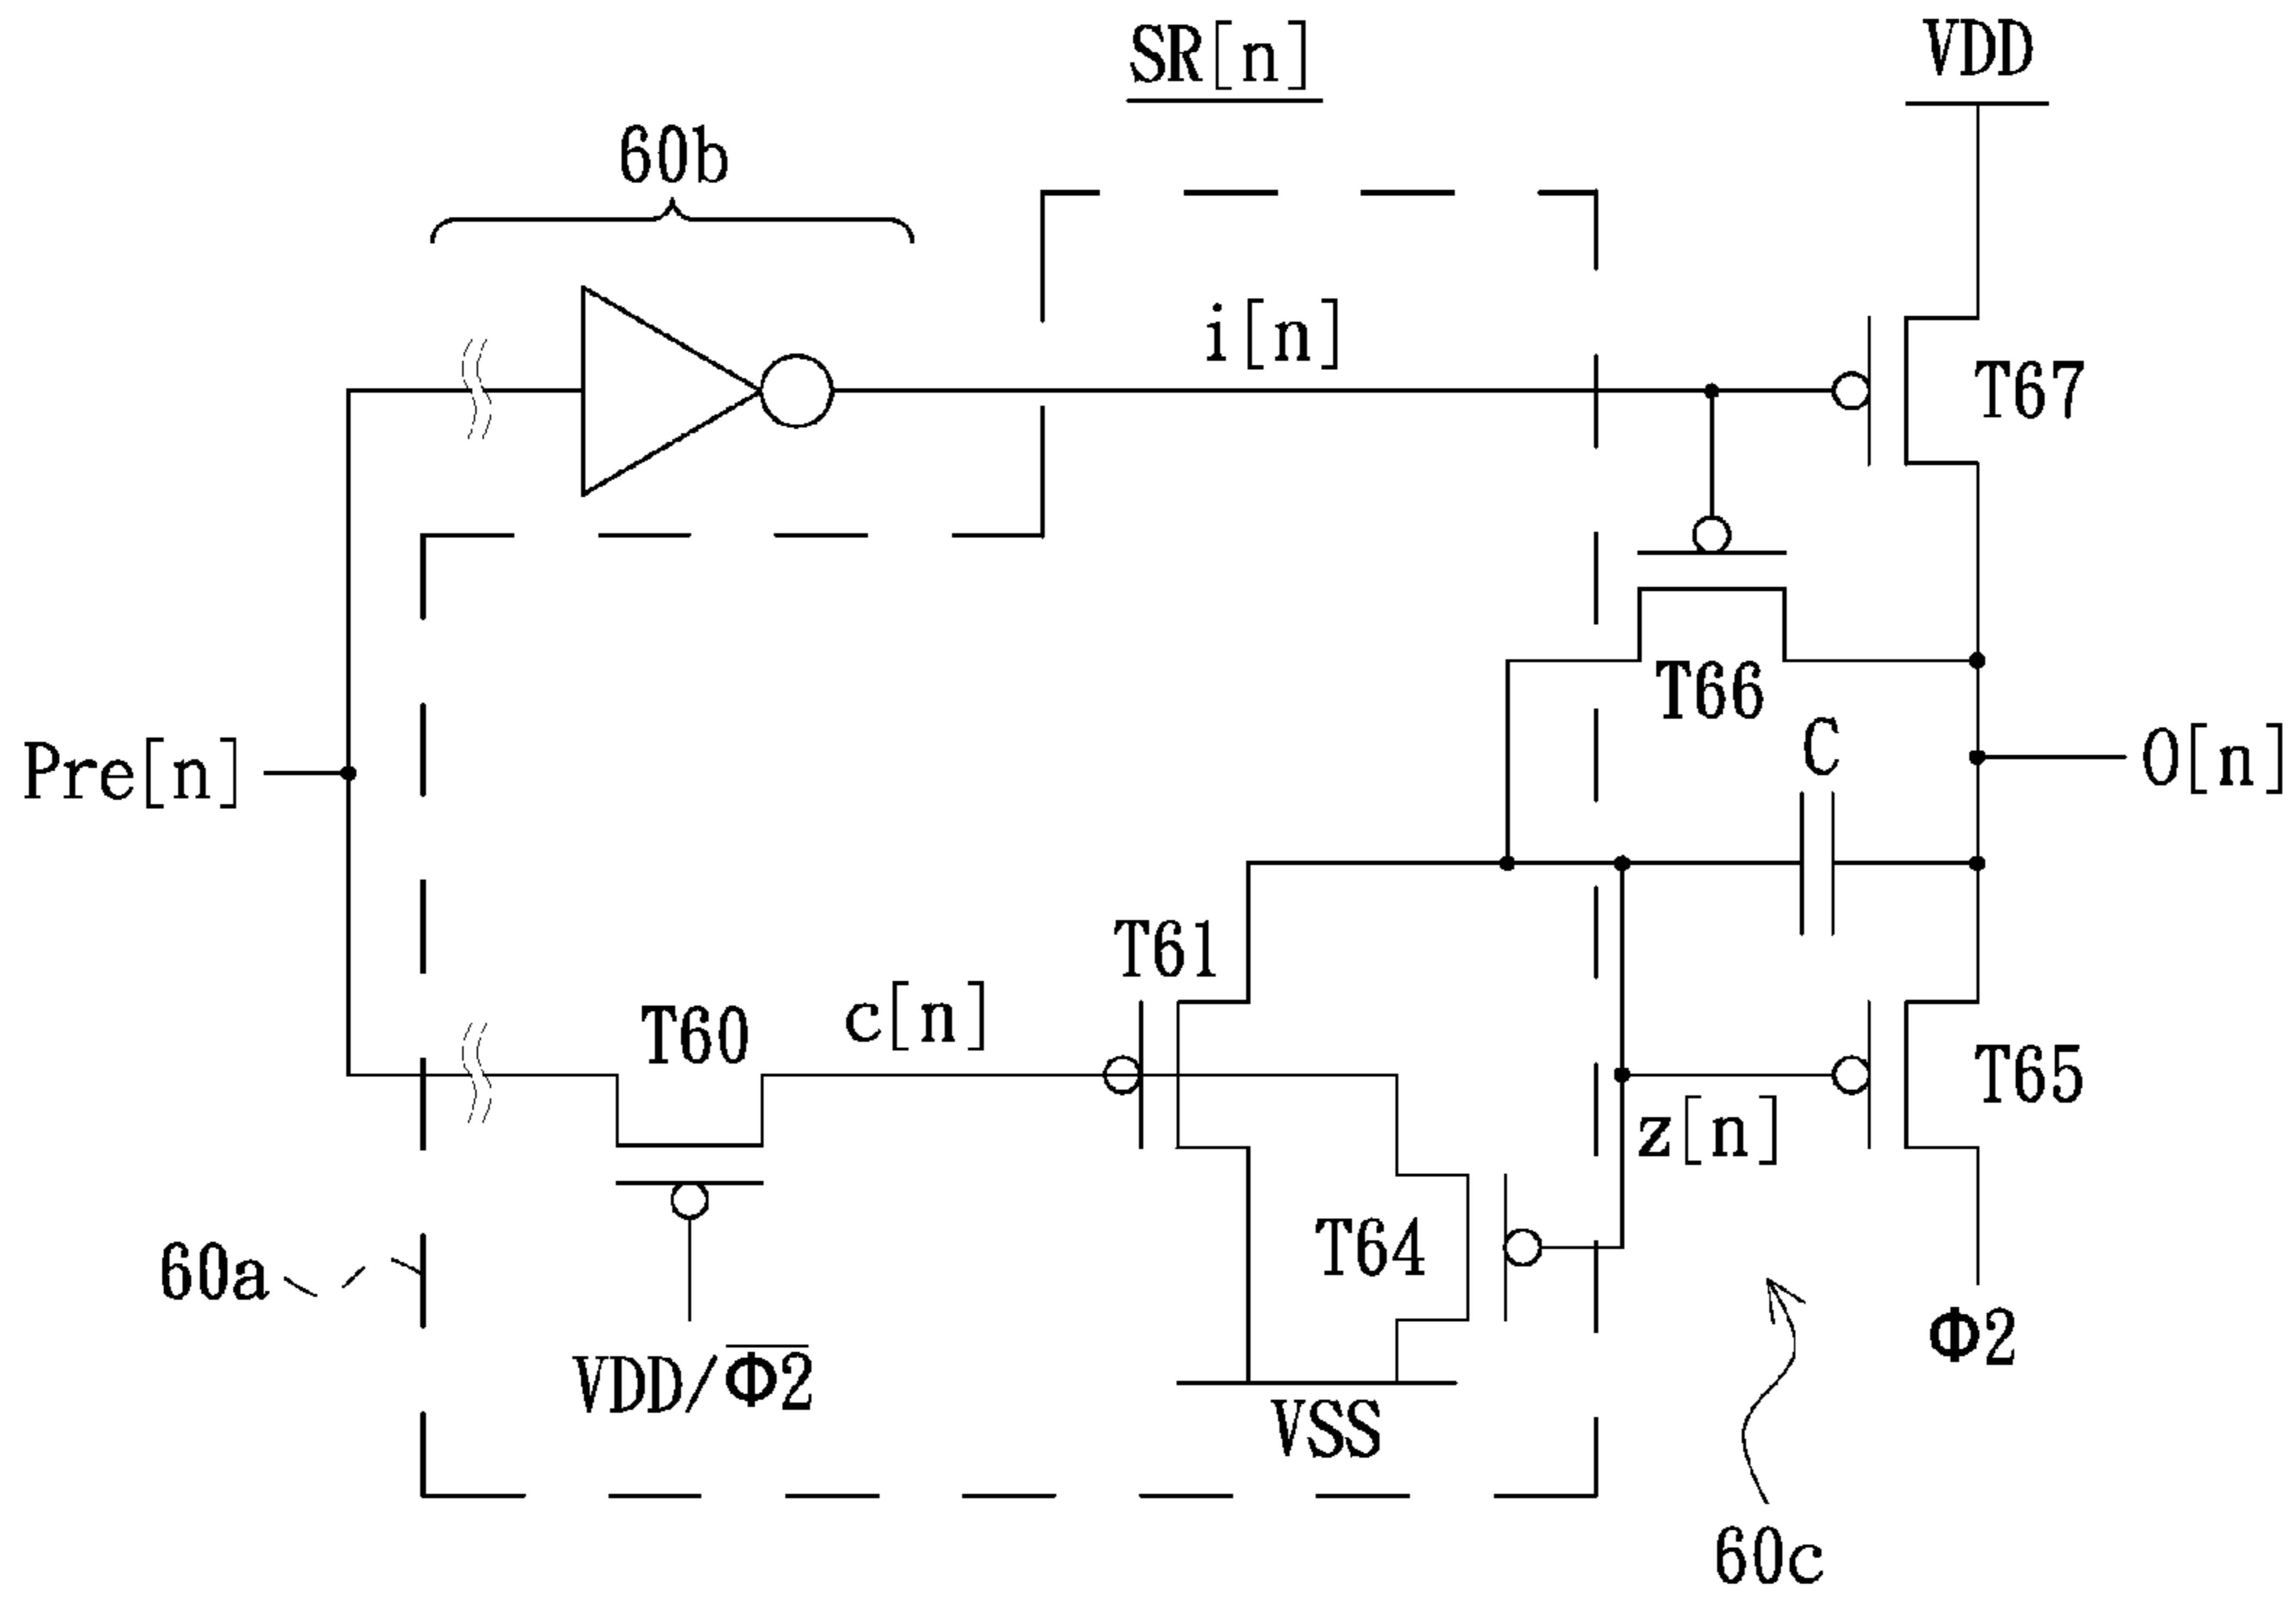 SR[n]
VDD
60b
i[n]
T67
T66
C
Pre[n]
O[n]
T61
c[n]
T60
T65
z[n]
T64
60a
Φ2
VDD/Φ2̅
VSS
60c